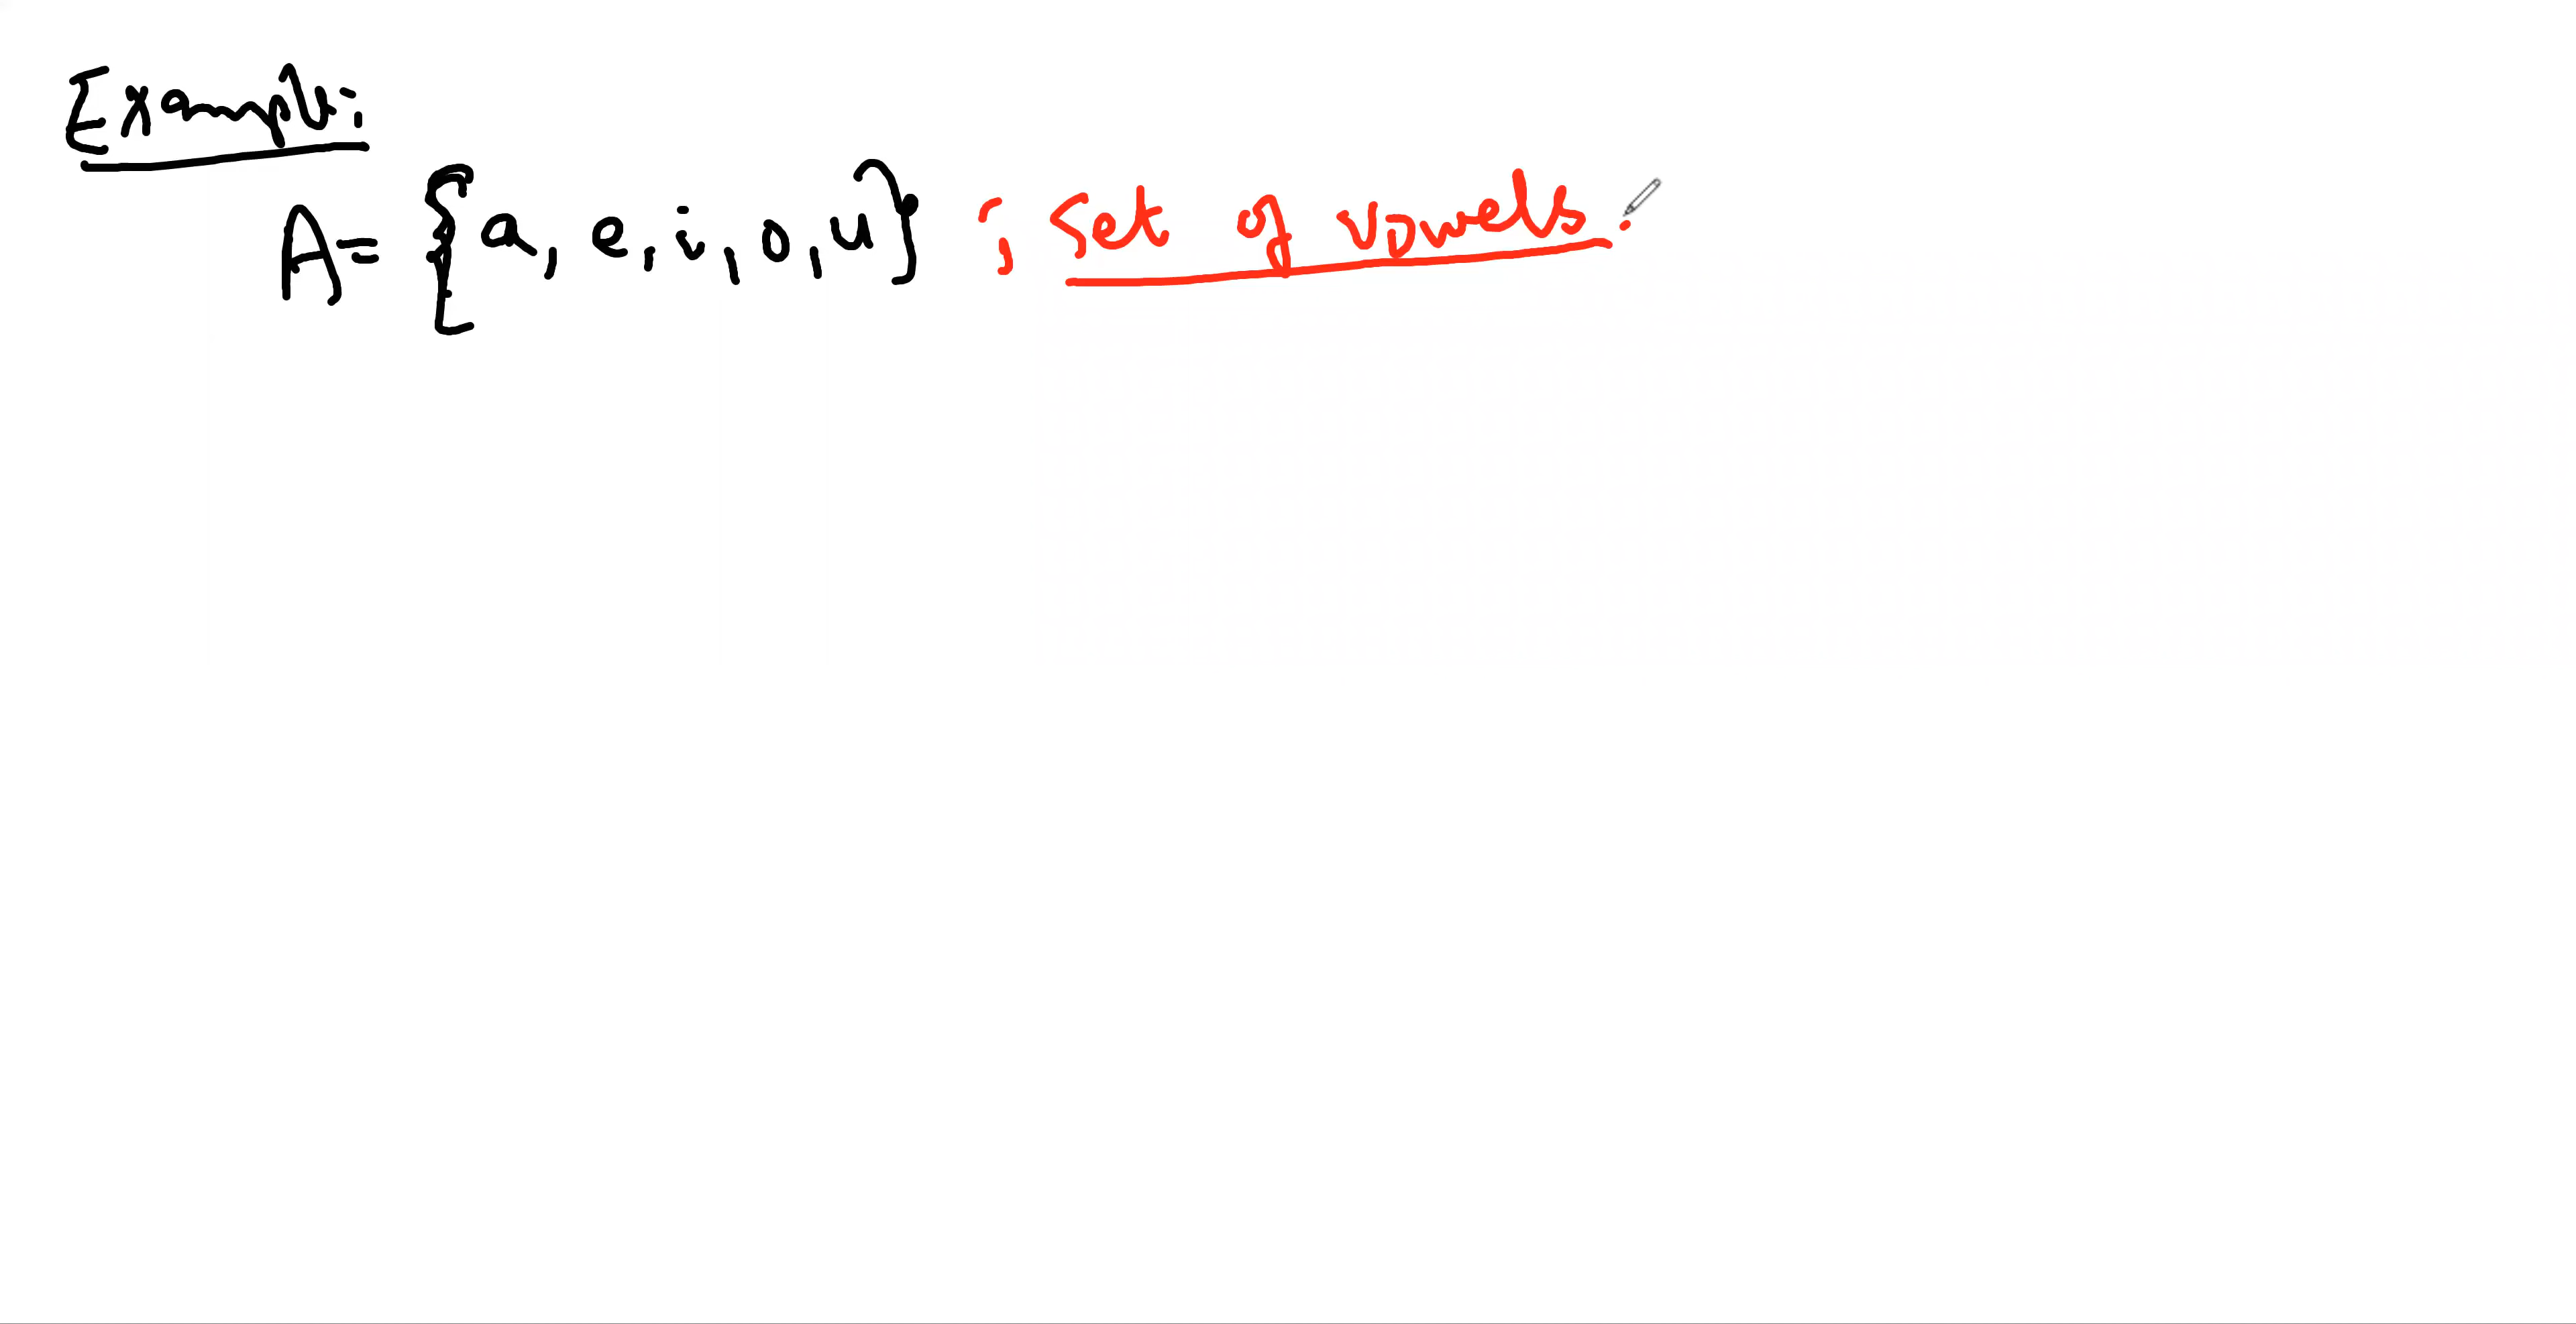 Example:
A = {a, e, i, o, u} ; set of vowels.